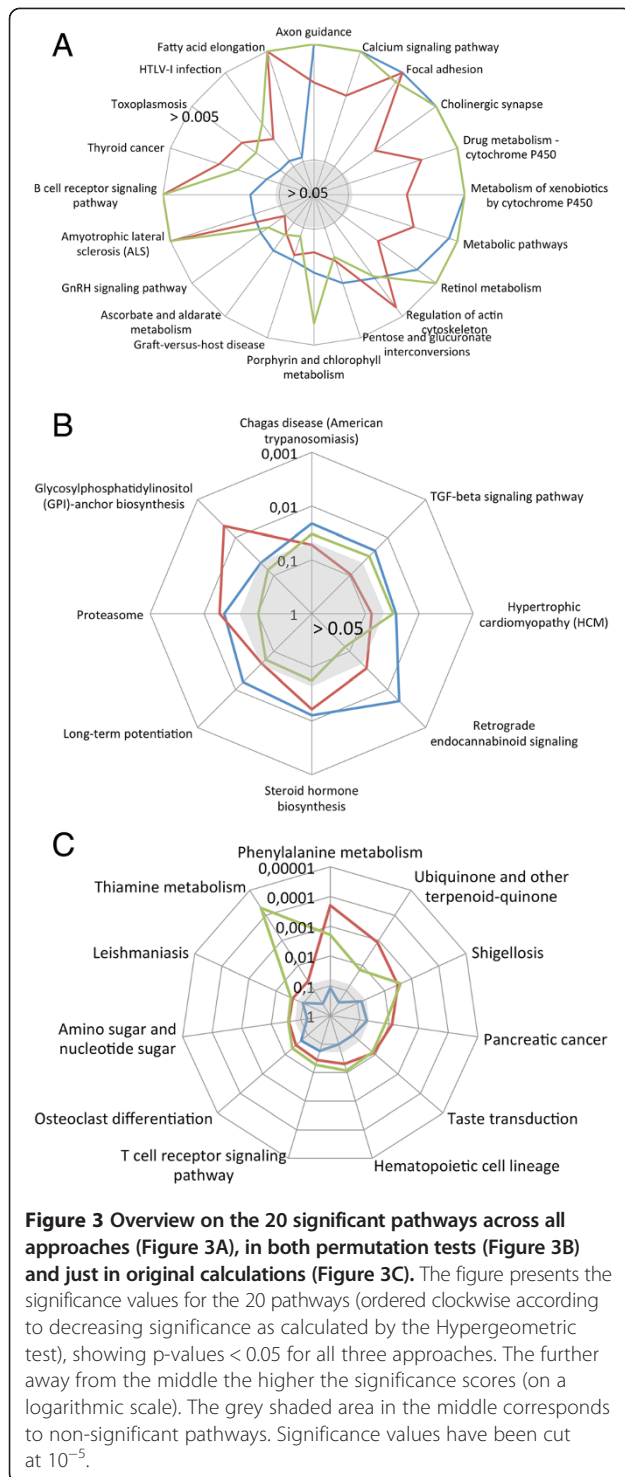 A
Axon guidance
Fatty acid elongation
Calcium signaling pathway
HTLV-I infection
Focal adhesion
Toxoplasmosis
Cholinergic synapse
> 0.005
Thyroid cancer
Drug metabolism -
cytochrome P450
B cell receptor signaling
pathway
> 0.05
Metabolism of xenobiotics
by cytochrome P450
Amyotrophic lateral
sclerosis (ALS)
Metabolic pathways
GnRH signaling pathway
Retinol metabolism
Ascorbate and aldarate
metabolism
Regulation of actin
cytoskeleton
Graft-versus-host disease
Pentose and glucuronate
interconversions
Porphyrin and chlorophyll
metabolism
B
Chagas disease (American
trypanosomiasis)
0,001
Glycosylphosphatidylinositol
(GPI)-anchor biosynthesis
TGF-beta signaling pathway
0,01
0,1
Proteasome
1
> 0.05
Hypertrophic
cardiomyopathy (HCM)
Long-term potentiation
Retrograde
endocannabinoid signaling
Steroid hormone
biosynthesis
C
Phenylalanine metabolism
0,00001
Thiamine metabolism
Ubiquinone and other
terpenoid-quinone
0,0001
0,001
Leishmaniasis
Shigellosis
0,01
0,1
Amino sugar and
nucleotide sugar
1
Pancreatic cancer
Osteoclast differentiation
Taste transduction
T cell receptor signaling
pathway
Hematopoietic cell lineage
Figure 3 Overview on the 20 significant pathways across all
approaches (Figure 3A), in both permutation tests (Figure 3B)
and just in original calculations (Figure 3C). The figure presents the
significance values for the 20 pathways (ordered clockwise according
to decreasing significance as calculated by the Hypergeometric
test), showing p-values < 0.05 for all three approaches. The further
away from the middle the higher the significance scores (on a
logarithmic scale). The grey shaded area in the middle corresponds
to non-significant pathways. Significance values have been cut
at 10⁻⁵.